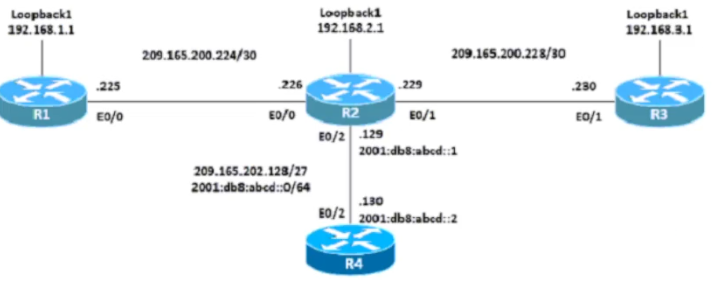 Loopback1
192.168.1.1
Loopback1
192.168.2.1
Loopback1
192.168.3.1
209.165.200.224/30
209.165.200.228/30
.225
.226
.229
.230
R1
R2
R3
E0/0
E0/0
E0/1
E0/1
E0/2
.129
2001:db8:abcd::1
209.165.202.128/27
2001:db8:abcd::0/64
.130
E0/2
2001:db8:abcd::2
R4